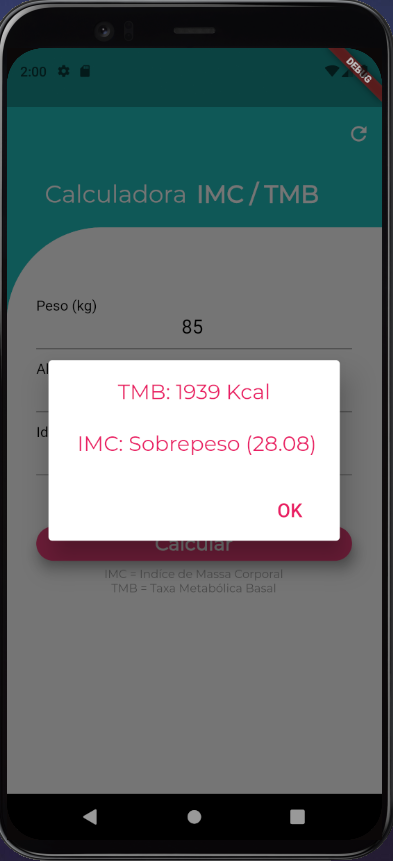 2:00
DEBUG
Calculadora IMC / TMB
Peso (kg)
85
Al
TMB: 1939 Kcal
Id
IMC: Sobrepeso (28.08)
OK
Calcular
IMC = Indice de Massa Corporal
TMB = Taxa Metabólica Basal